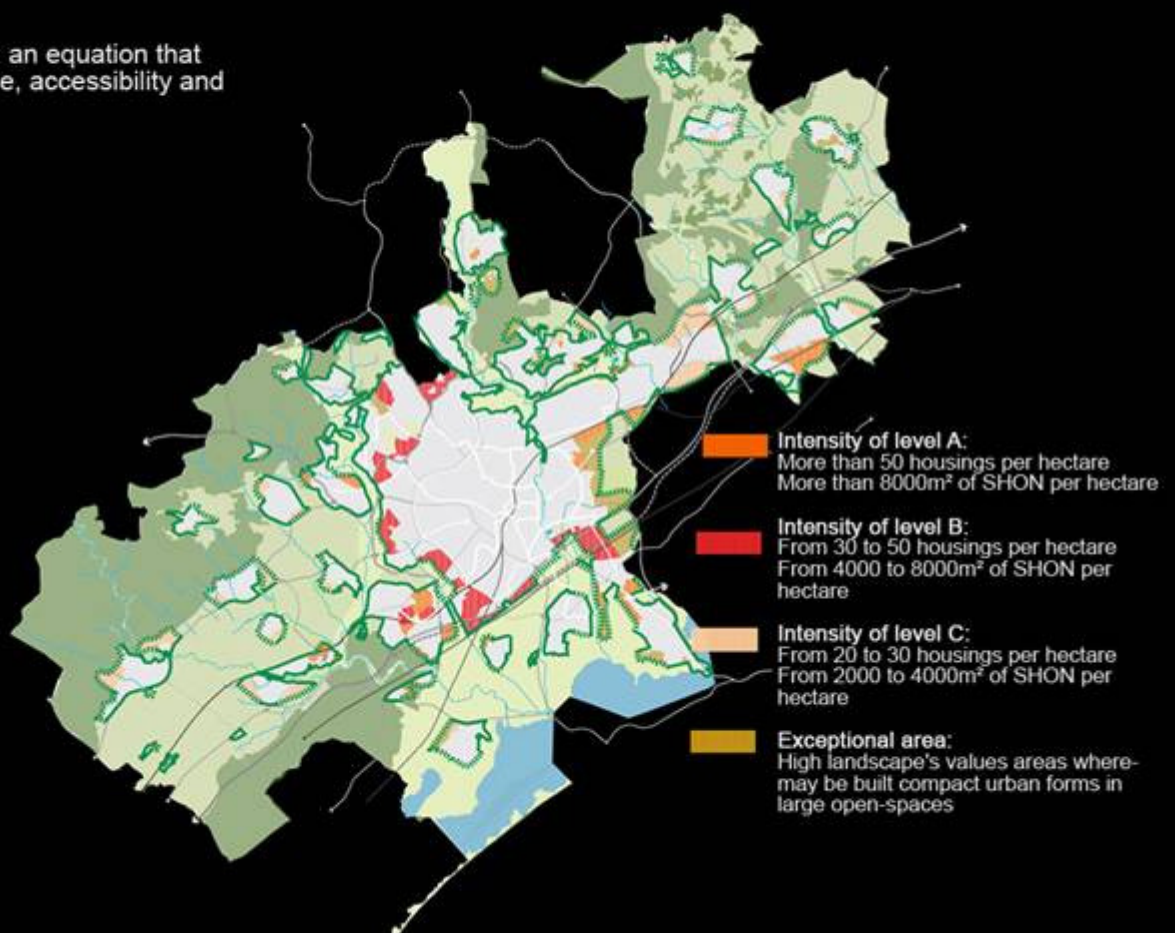 an equation that
e, accessibility and
Intensity of level A:
More than 50 housings per hectare
More than 8000m² of SHON per hectare
Intensity of level B:
From 30 to 50 housings per hectare
From 4000 to 8000m² of SHON per
hectare
Intensity of level C:
From 20 to 30 housings per hectare
From 2000 to 4000m² of SHON per
hectare
Exceptional area:
High landscape's values areas where-
may be built compact urban forms in
large open-spaces